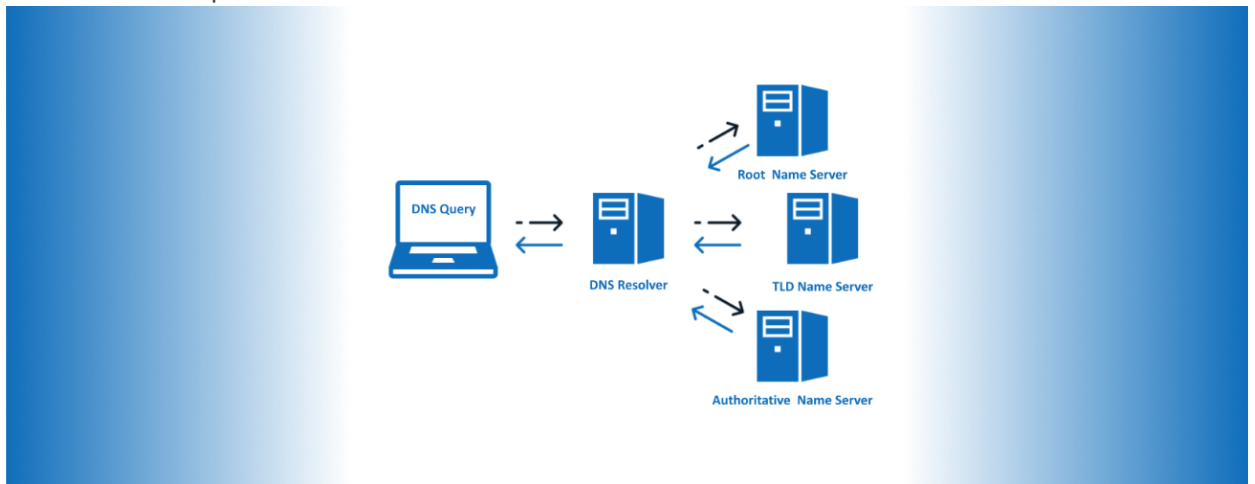 Root Name Server
DNS Query
DNS Resolver
TLD Name Server
Authoritative Name Server